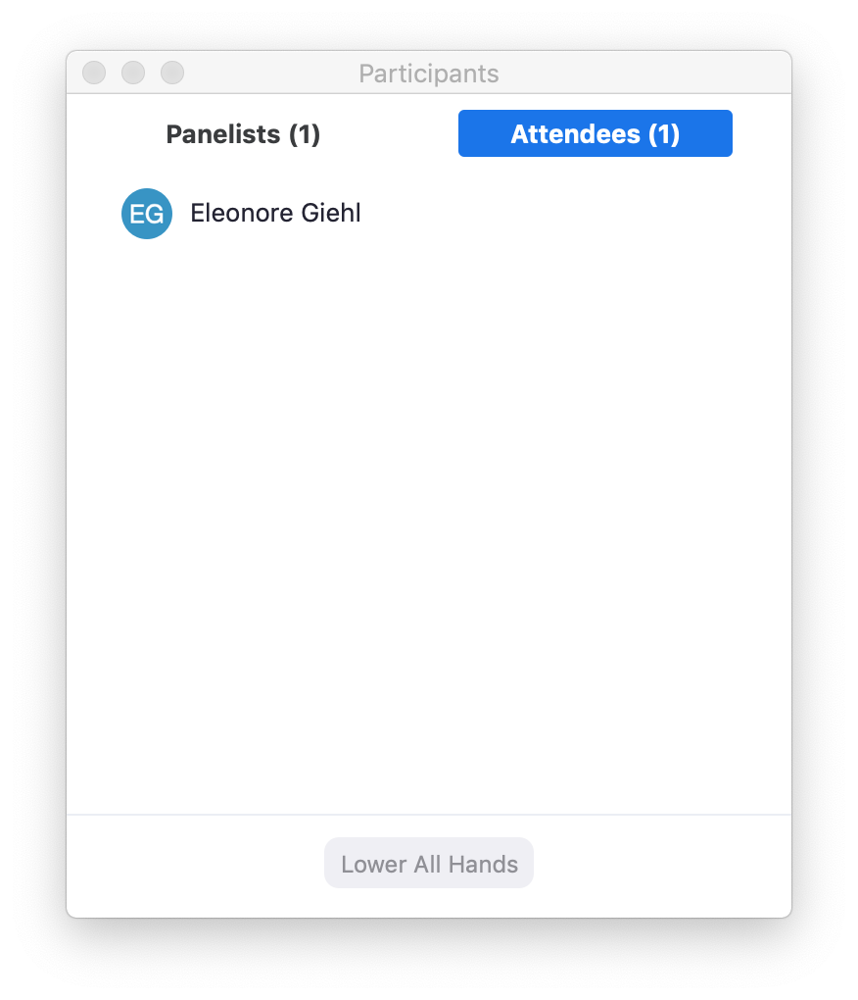 Participants
Panelists (1)
Attendees (1)
EG
Eleonore Giehl
Lower All Hands